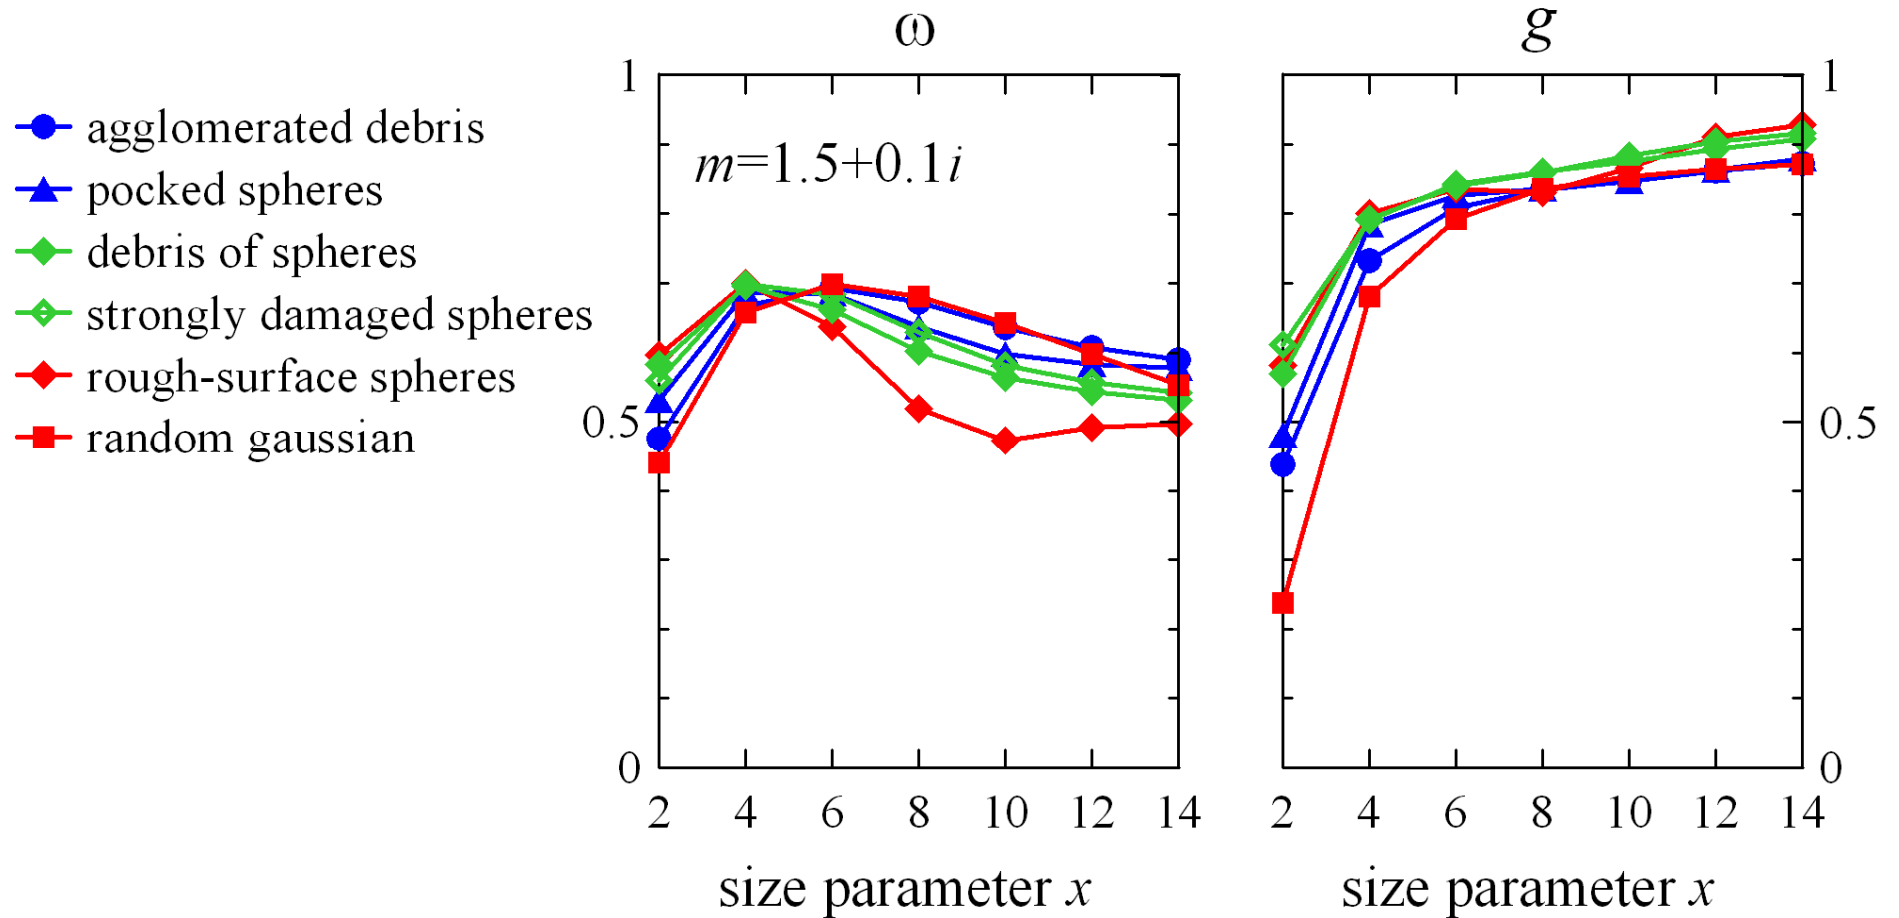 ω
g
1
1
agglomerated debris
pocked spheres
debris of spheres
strongly damaged spheres
rough-surface spheres
random gaussian
m=1.5+0.1i
0.5
0.5
0
0
2 4 6 8 10 12 14
2 4 6 8 10 12 14
size parameter x
size parameter x